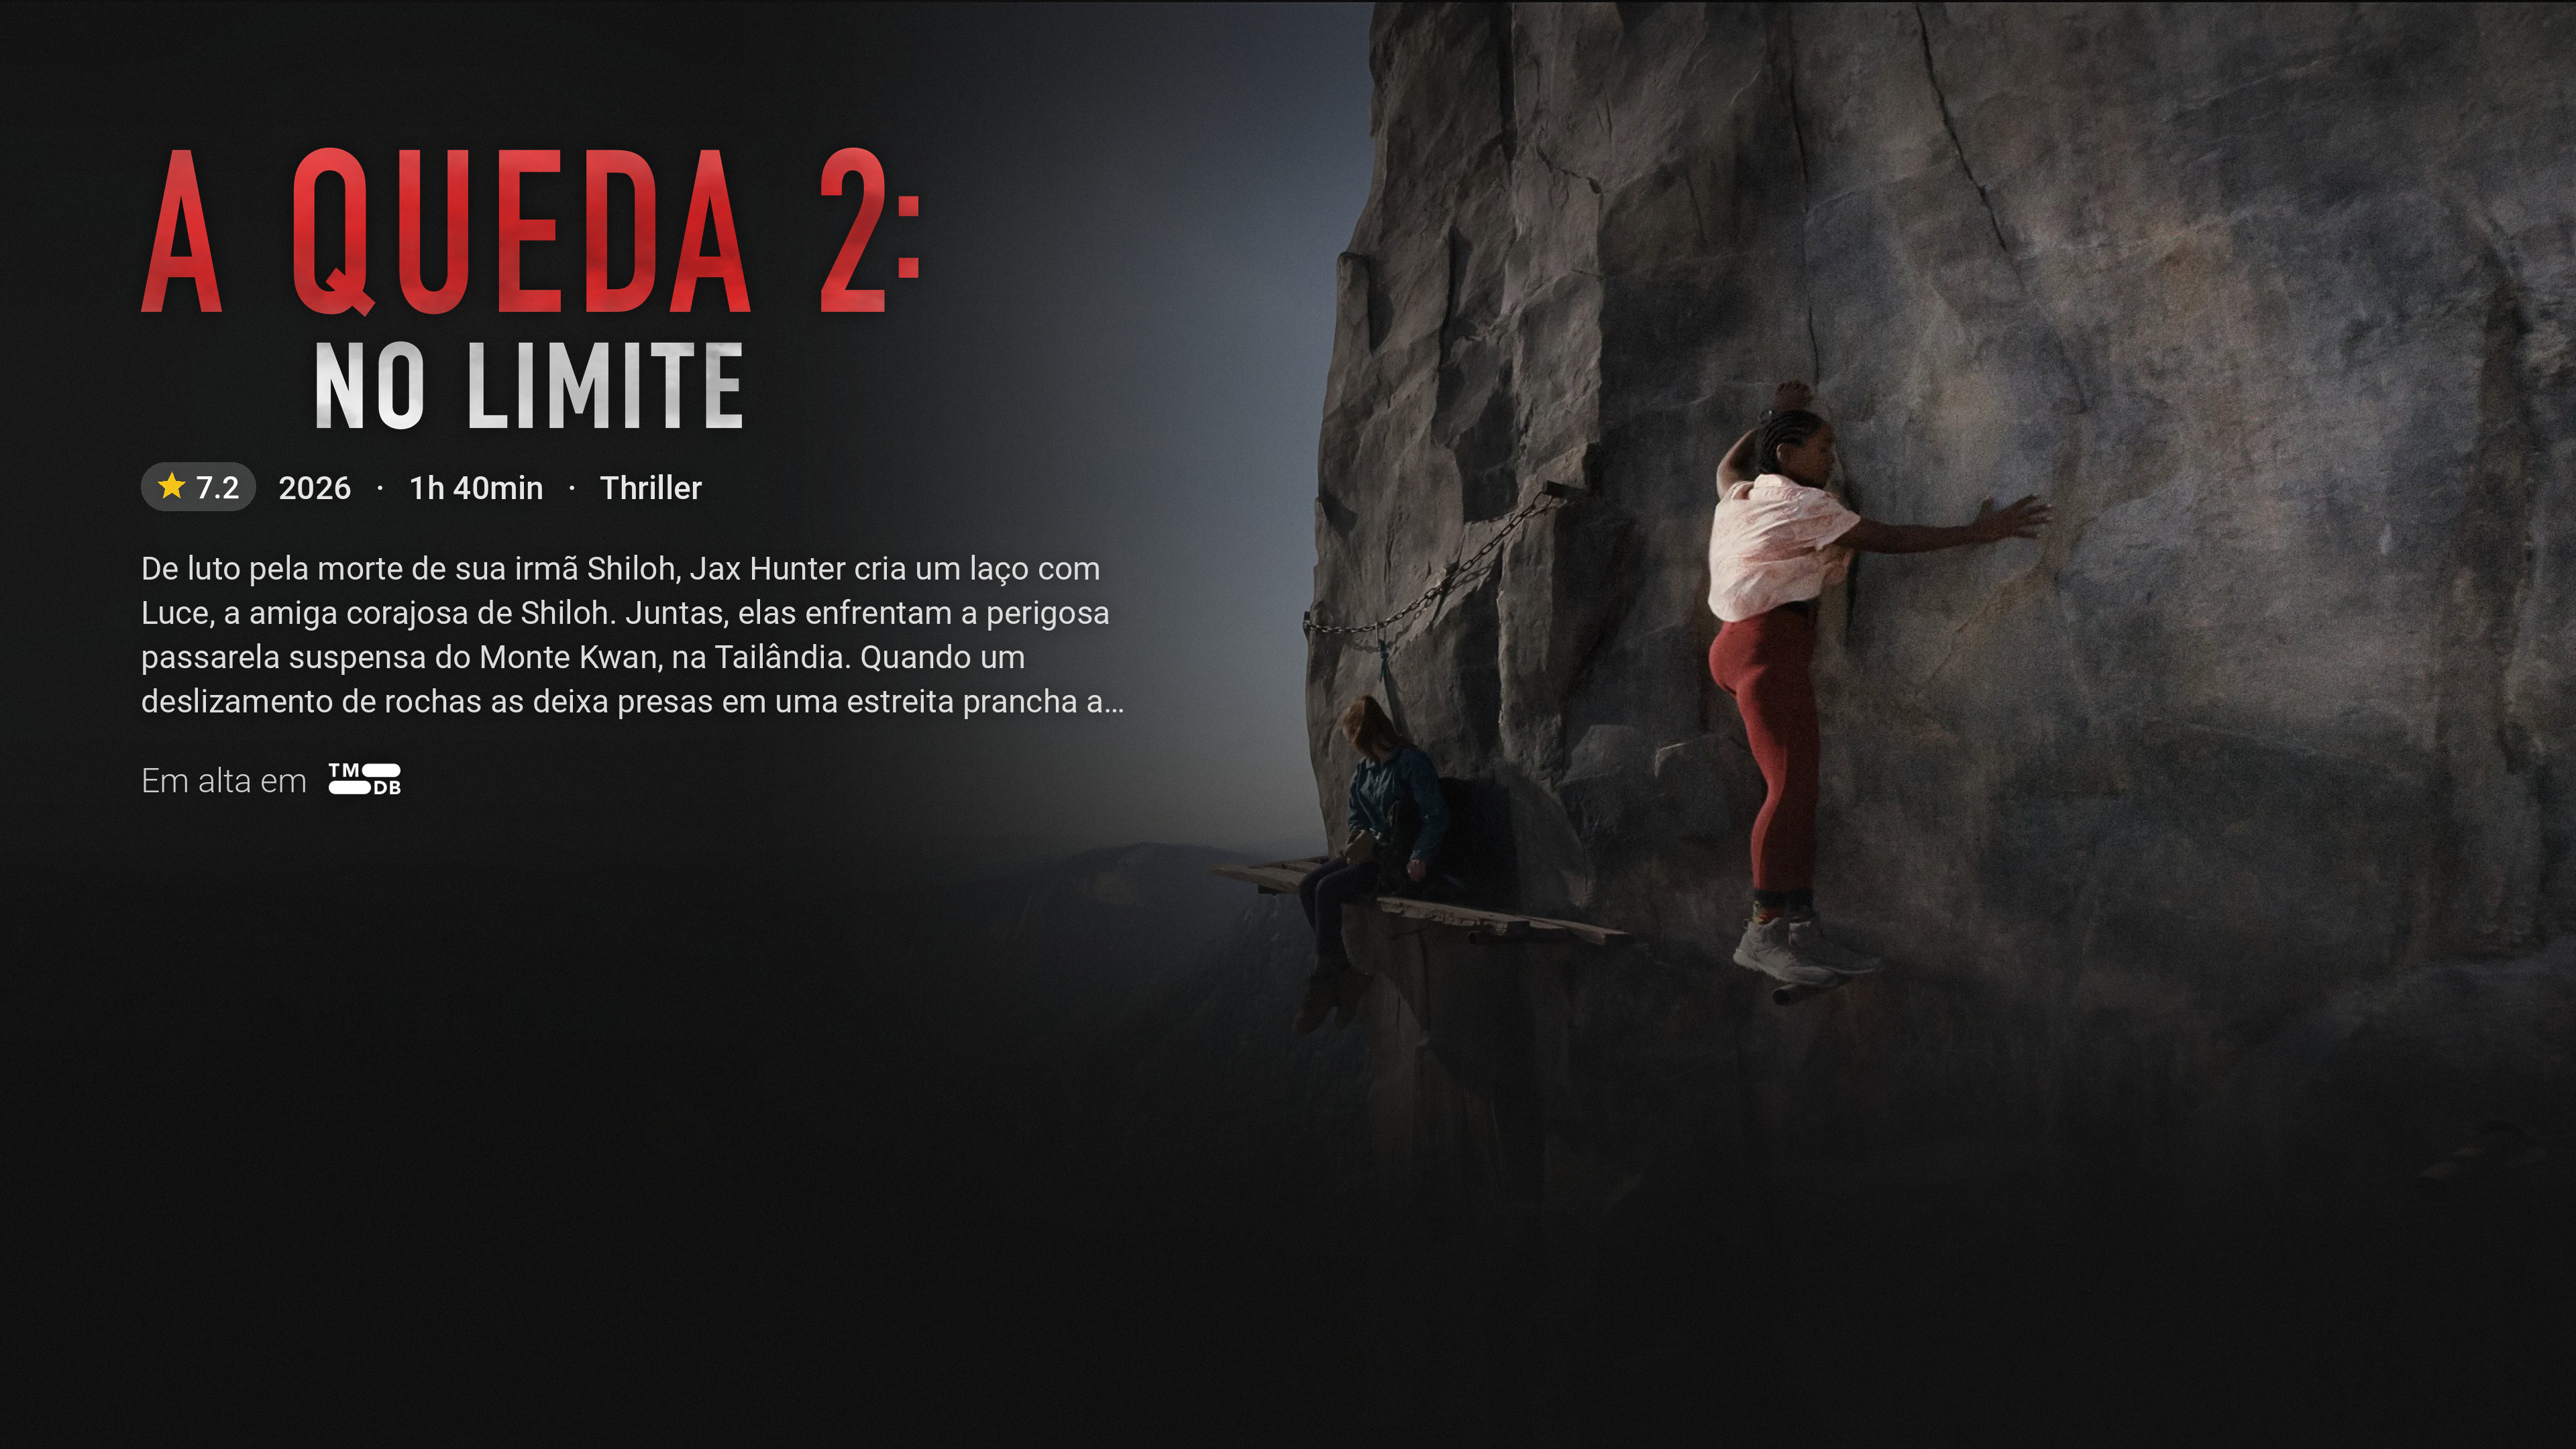 A QUEDA 2:
NO LIMITE
7.2 2026 · 1h 40min · Thriller
De luto pela morte de sua irmã Shiloh, Jax Hunter cria um laço com
Luce, a amiga corajosa de Shiloh. Juntas, elas enfrentam a perigosa
passarela suspensa do Monte Kwan, na Tailândia. Quando um
deslizamento de rochas as deixa presas em uma estreita prancha a…
Em alta em TMDB